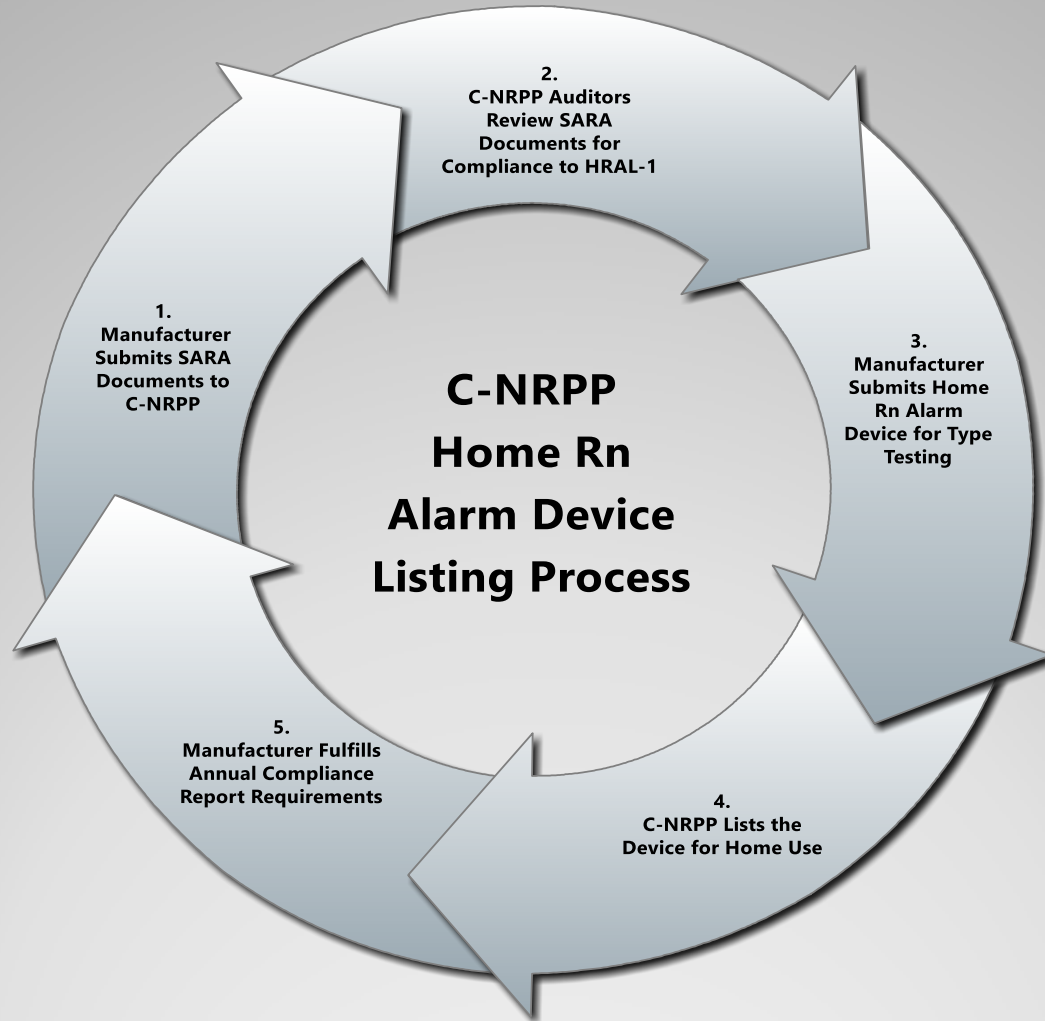 C-NRPP
Home Rn
Alarm Device
Listing Process
1.
Manufacturer
Submits SARA
Documents to
C-NRPP
2.
C-NRPP Auditors
Review SARA
Documents for
Compliance to HRAL-1
3.
Manufacturer
Submits Home
Rn Alarm
Device for Type
Testing
4.
C-NRPP Lists the
Device for Home Use
5.
Manufacturer Fulfills
Annual Compliance
Report Requirements